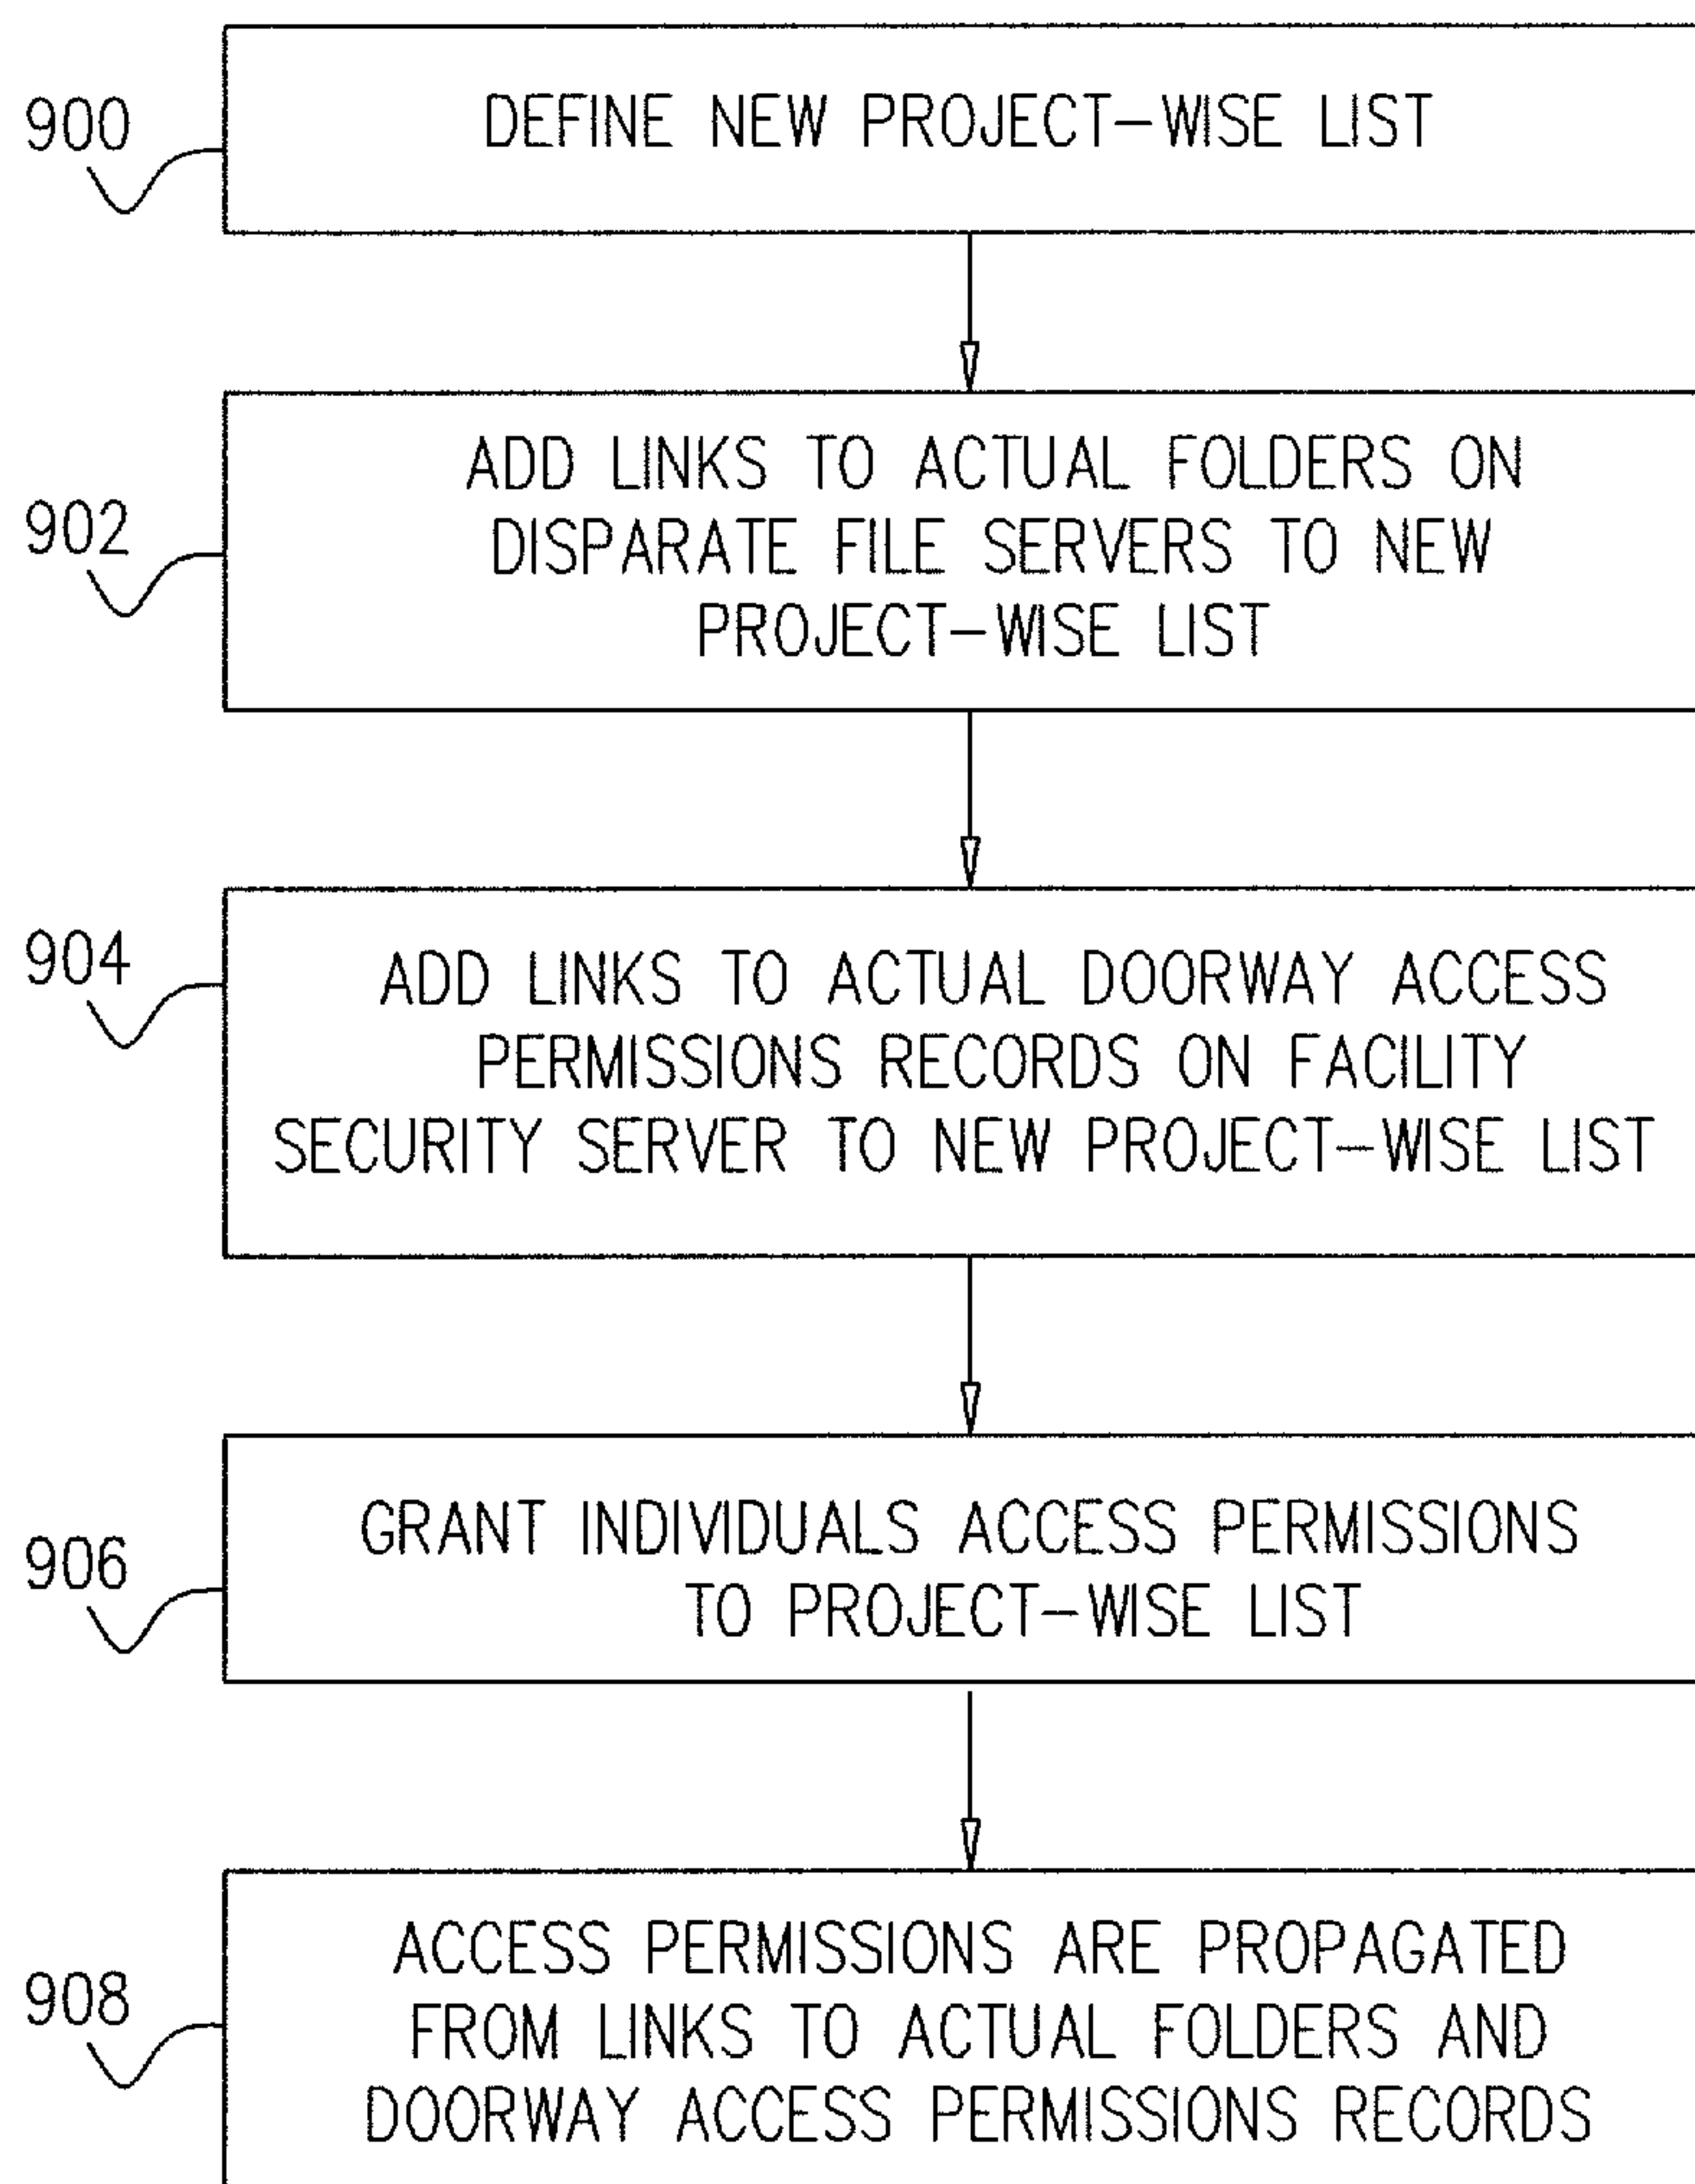 900
DEFINE NEW PROJECT-WISE LIST
902
ADD LINKS TO ACTUAL FOLDERS ON
DISPARATE FILE SERVERS TO NEW
PROJECT-WISE LIST
904
ADD LINKS TO ACTUAL DOORWAY ACCESS
PERMISSIONS RECORDS ON FACILITY
SECURITY SERVER TO NEW PROJECT-WISE LIST
906
GRANT INDIVIDUALS ACCESS PERMISSIONS
TO PROJECT-WISE LIST
908
ACCESS PERMISSIONS ARE PROPAGATED
FROM LINKS TO ACTUAL FOLDERS AND
DOORWAY ACCESS PERMISSIONS RECORDS